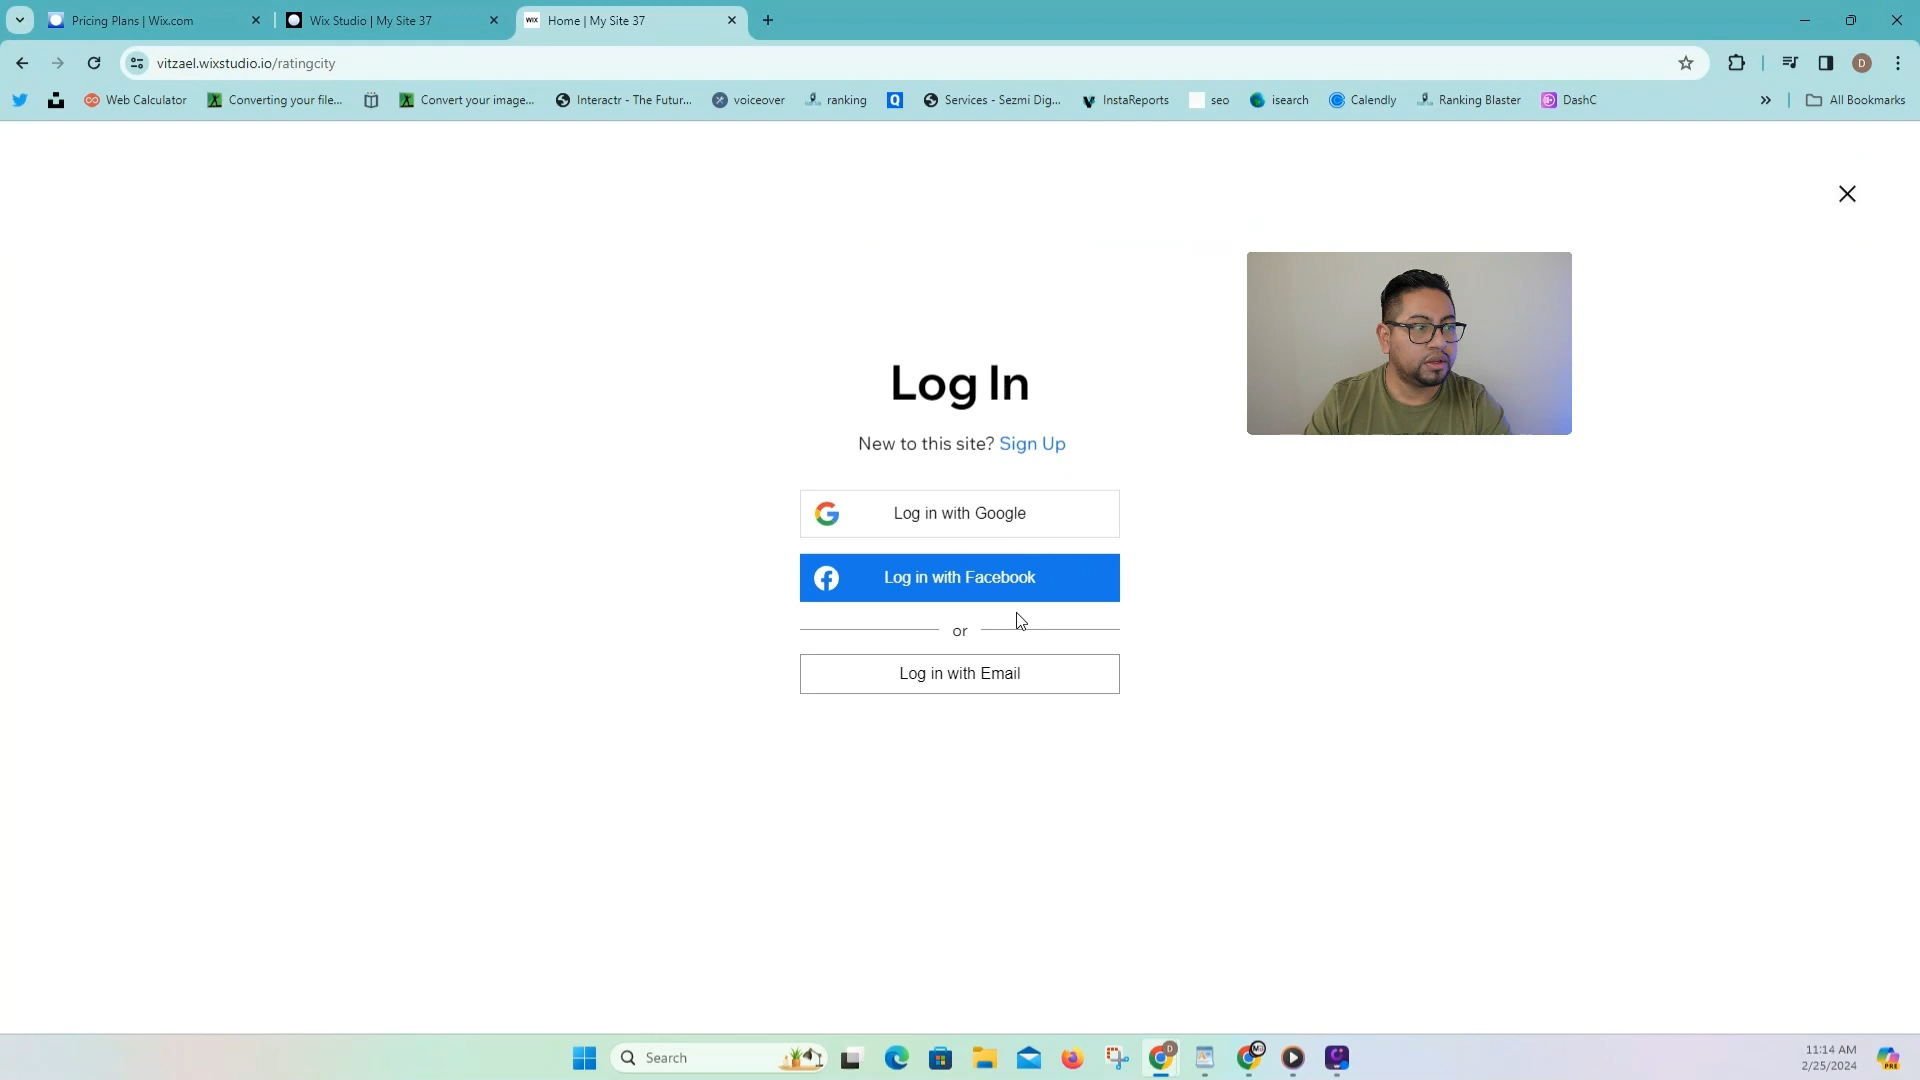 Pricing Plans | Wix.com
Wix Studio | My Site 37
WIX Home | My Site 37
vitzael.wixstudio.io/ratingcity
D
Web Calculator
Converting your file...
Convert your image...
Interactr - The Futur...
voiceover
ranking
Q
Services - Sezmi Dig...
InstaReports
seo
isearch
Calendly
Ranking Blaster
DashC
All Bookmarks
Log In
New to this site? Sign Up
Log in with Google
Log in with Facebook
or
Log in with Email
Search
D
11:14 AM
2/25/2024
PRE